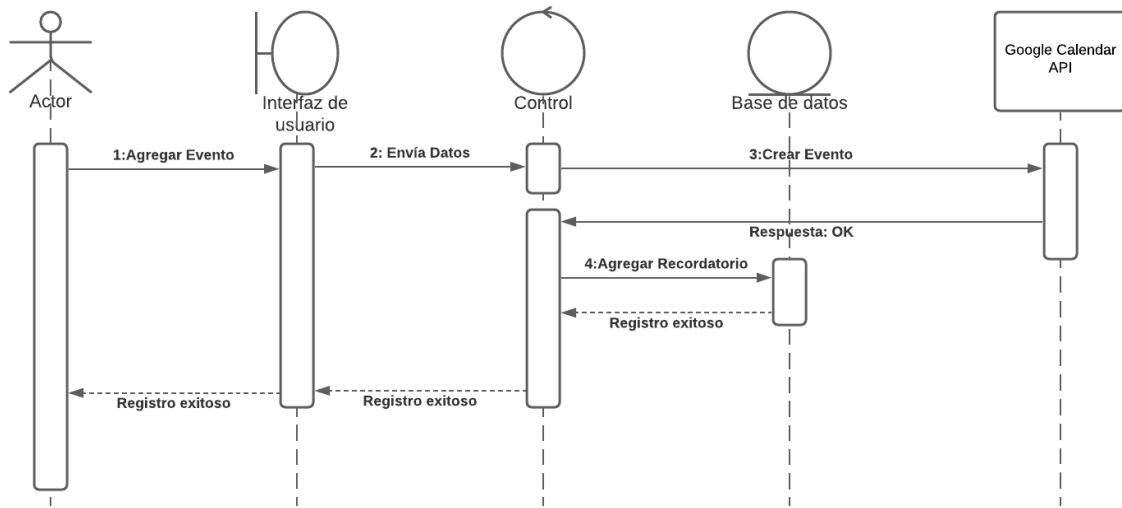 Actor
Interfaz de
usuario
Control
Base de datos
Google Calendar
API
1:Agregar Evento
2: Envía Datos
3:Crear Evento
Respuesta: OK
4:Agregar Recordatorio
Registro exitoso
Registro exitoso
Registro exitoso